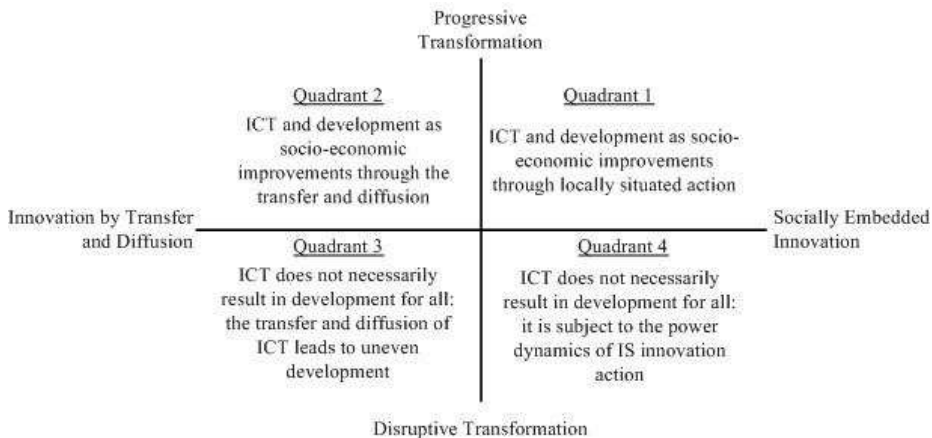 Progressive
Transformation
Quadrant 2
ICT and development as
socio-economic
improvements through the
transfer and diffusion
Quadrant 1
ICT and development as socio-
economic improvements
through locally situated action
Innovation by Transfer
and Diffusion
Socially Embedded
Innovation
Quadrant 3
ICT does not necessarily
result in development for all:
the transfer and diffusion of
ICT leads to uneven
development
Quadrant 4
ICT does not necessarily
result in development for all:
it is subject to the power
dynamics of IS innovation
action
Disruptive Transformation